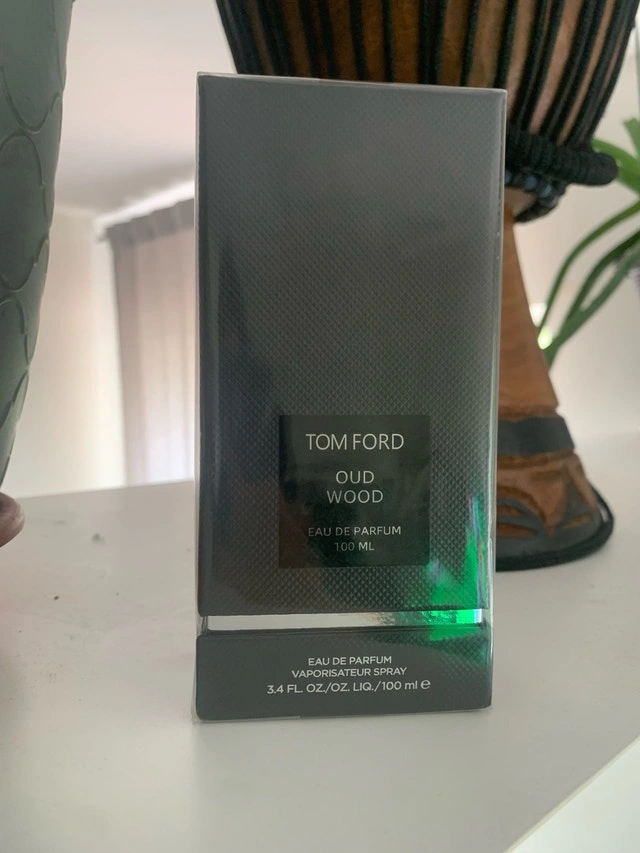 TOM FORD
OUD
WOOD
EAU DE PARFUM
100 ML
EAU DE PARFUM
VAPORISATEUR SPRAY
3.4 FL. OZ./OZ. LIQ./100 ml ℮